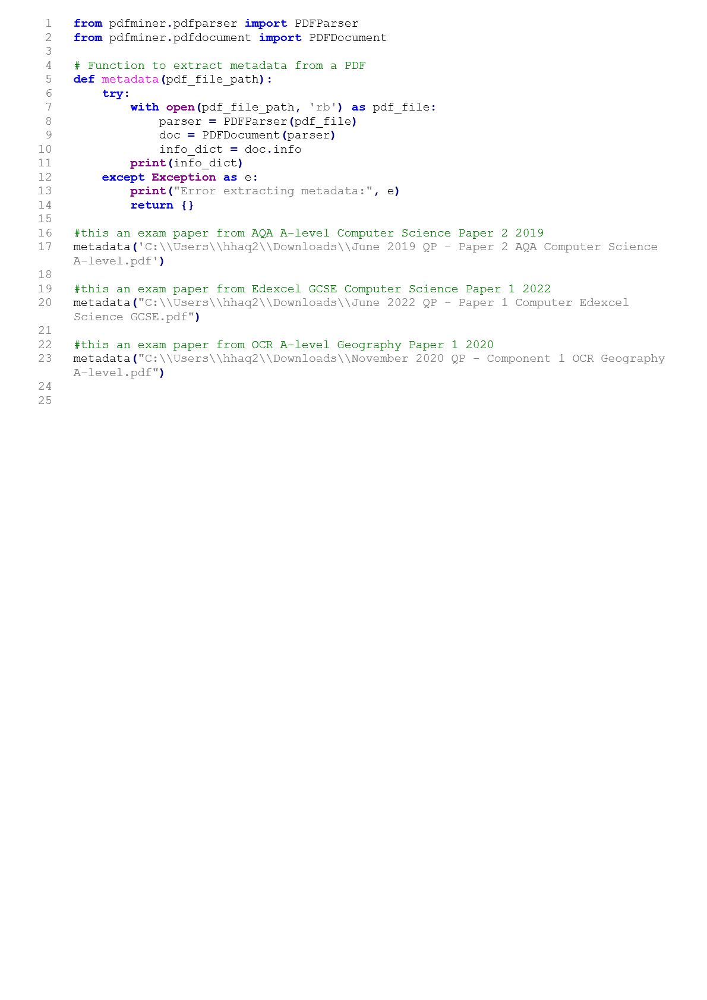 1 from pdfminer.pdfparser import PDFParser
2 from pdfminer.pdfdocument import PDFDocument
3
4 # Function to extract metadata from a PDF
5 def metadata(pdf_file_path):
6     try:
7         with open(pdf_file_path, 'rb') as pdf_file:
8             parser = PDFParser(pdf_file)
9             doc = PDFDocument(parser)
10             info_dict = doc.info
11         print(info_dict)
12     except Exception as e:
13         print("Error extracting metadata:", e)
14         return {}
15
16 #this an exam paper from AQA A-level Computer Science Paper 2 2019
17 metadata('C:\\Users\\hhaq2\\Downloads\\June 2019 QP - Paper 2 AQA Computer Science
A-level.pdf')
18
19 #this an exam paper from Edexcel GCSE Computer Science Paper 1 2022
20 metadata("C:\\Users\\hhaq2\\Downloads\\June 2022 QP - Paper 1 Computer Edexcel
Science GCSE.pdf")
21
22 #this an exam paper from OCR A-level Geography Paper 1 2020
23 metadata("C:\\Users\\hhaq2\\Downloads\\November 2020 QP - Component 1 OCR Geography
A-level.pdf")
24
25